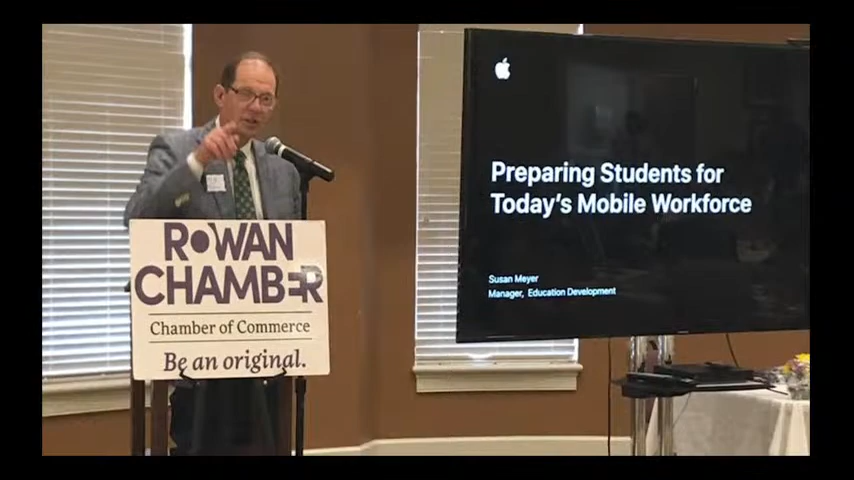 ROWAN
CHAMBER
Chamber of Commerce
Be an original.
Preparing Students for
Today's Mobile Workforce
Susan Meyer
Manager, Education Development